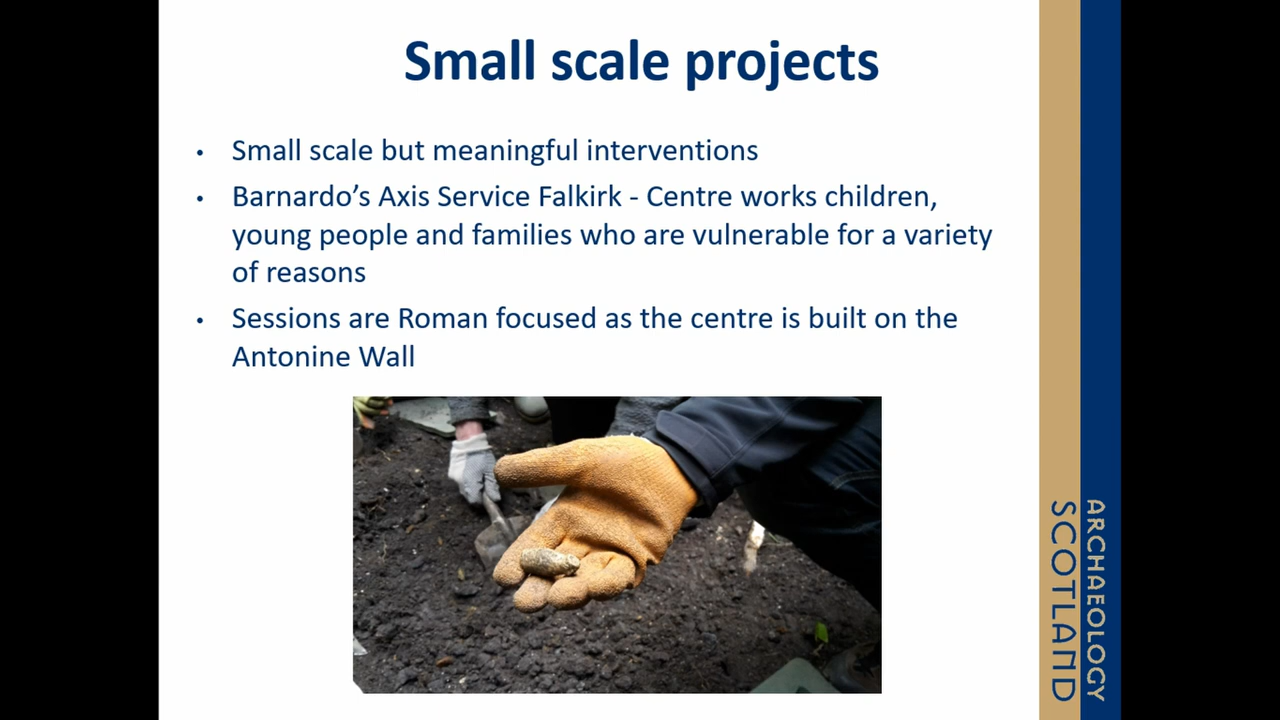 Small scale projects
• Small scale but meaningful interventions
• Barnardo’s Axis Service Falkirk - Centre works children,
young people and families who are vulnerable for a variety
of reasons
• Sessions are Roman focused as the centre is built on the
Antonine Wall
ARCHAEOLOGY
SCOTLAND